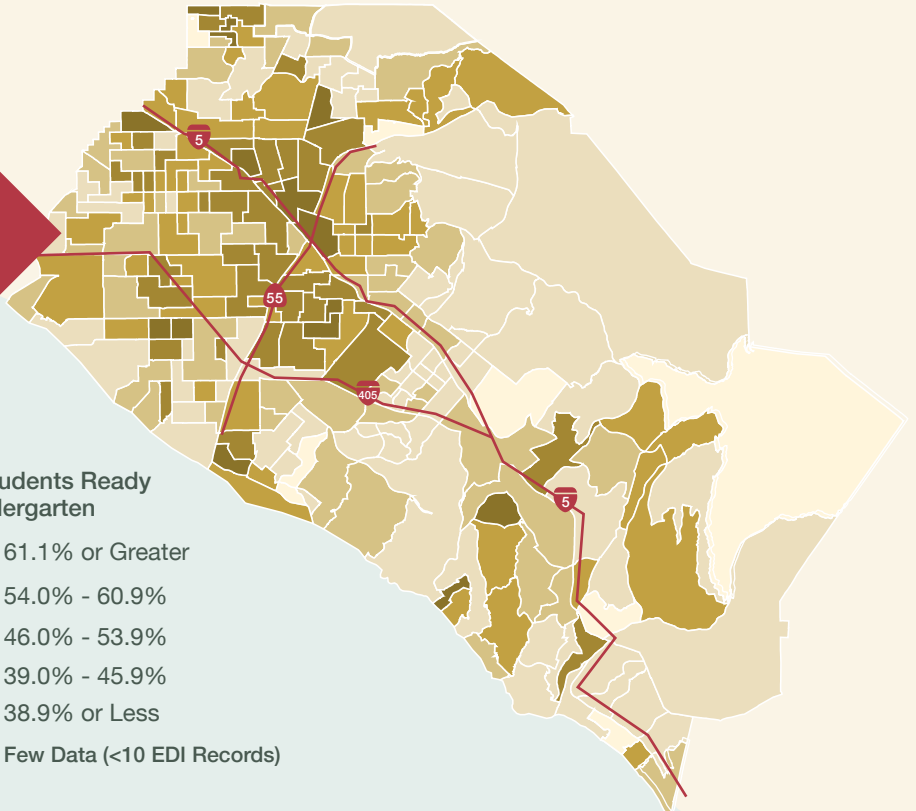 5
55
405
5
udents Ready
ergarten
61.1% or Greater
54.0% - 60.9%
46.0% - 53.9%
39.0% - 45.9%
38.9% or Less
Few Data (<10 EDI Records)